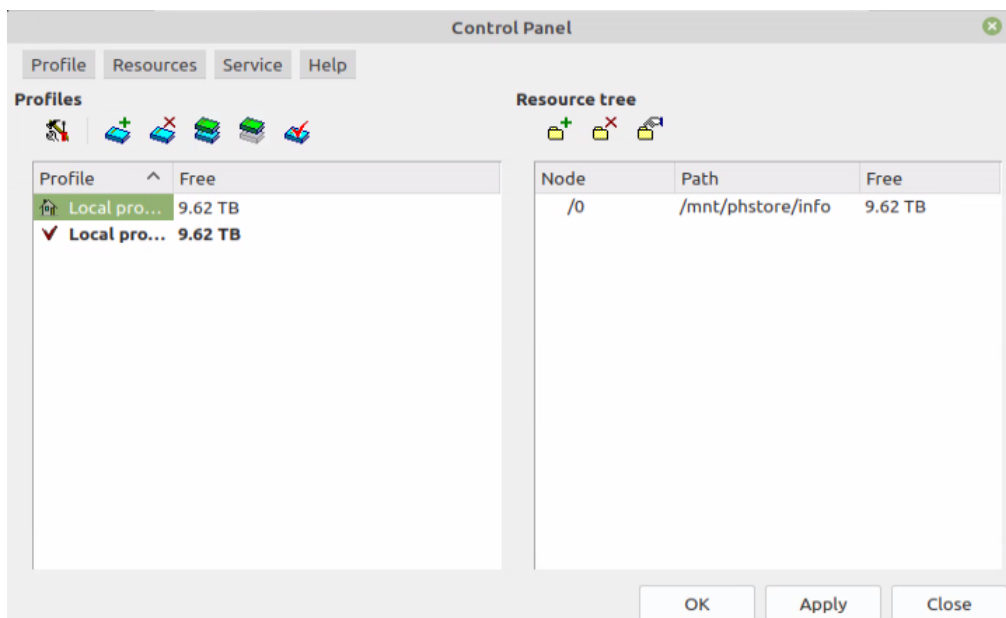 Control Panel
Profile Resources Service Help
Profiles
Resource tree
Profile Free
Local pro... 9.62 TB
Local pro... 9.62 TB
Node Path Free
/0 /mnt/phstore/info 9.62 TB
OK Apply Close